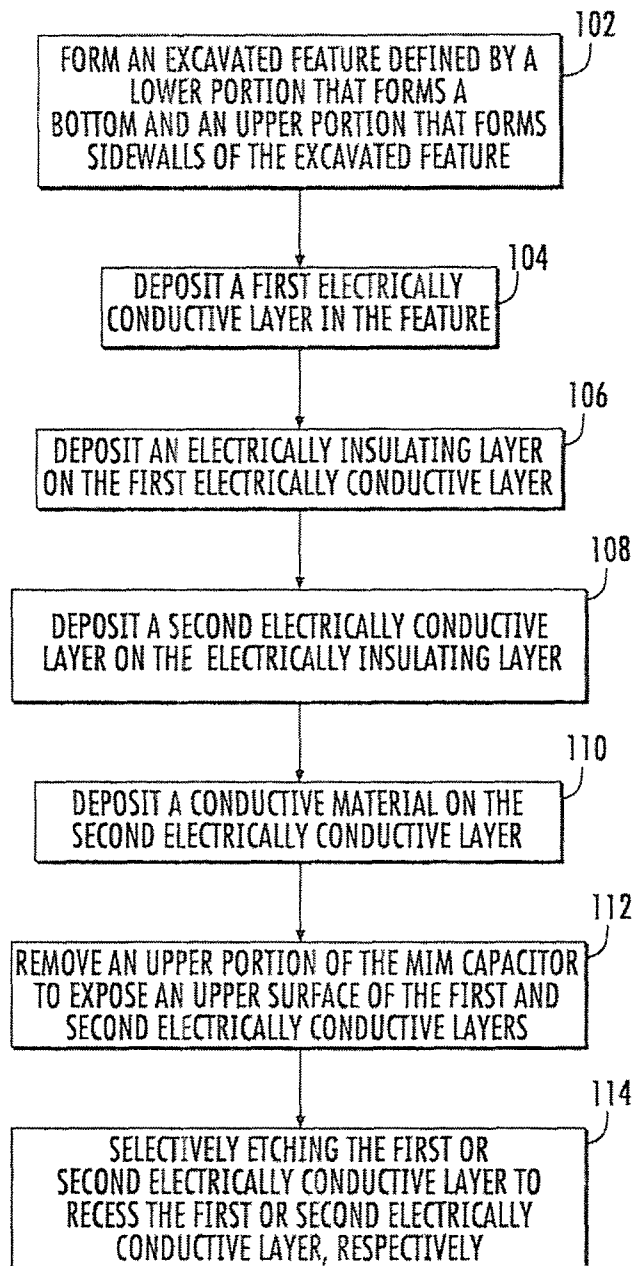 102
FORM AN EXCAVATED FEATURE DEFINED BY A
LOWER PORTION THAT FORMS A
BOTTOM AND AN UPPER PORTION THAT FORMS
SIDEWALLS OF THE EXCAVATED FEATURE
104
DEPOSIT A FIRST ELECTRICALLY
CONDUCTIVE LAYER IN THE FEATURE
106
DEPOSIT AN ELECTRICALLY INSULATING LAYER
ON THE FIRST ELECTRICALLY CONDUCTIVE LAYER
108
DEPOSIT A SECOND ELECTRICALLY CONDUCTIVE
LAYER ON THE ELECTRICALLY INSULATING LAYER
110
DEPOSIT A CONDUCTIVE MATERIAL ON THE
SECOND ELECTRICALLY CONDUCTIVE LAYER
112
REMOVE AN UPPER PORTION OF THE MIM CAPACITOR
TO EXPOSE AN UPPER SURFACE OF THE FIRST AND
SECOND ELECTRICALLY CONDUCTIVE LAYERS
114
SELECTIVELY ETCHING THE FIRST OR
SECOND ELECTRICALLY CONDUCTIVE LAYER TO
RECESS THE FIRST OR SECOND ELECTRICALLY
CONDUCTIVE LAYER, RESPECTIVELY